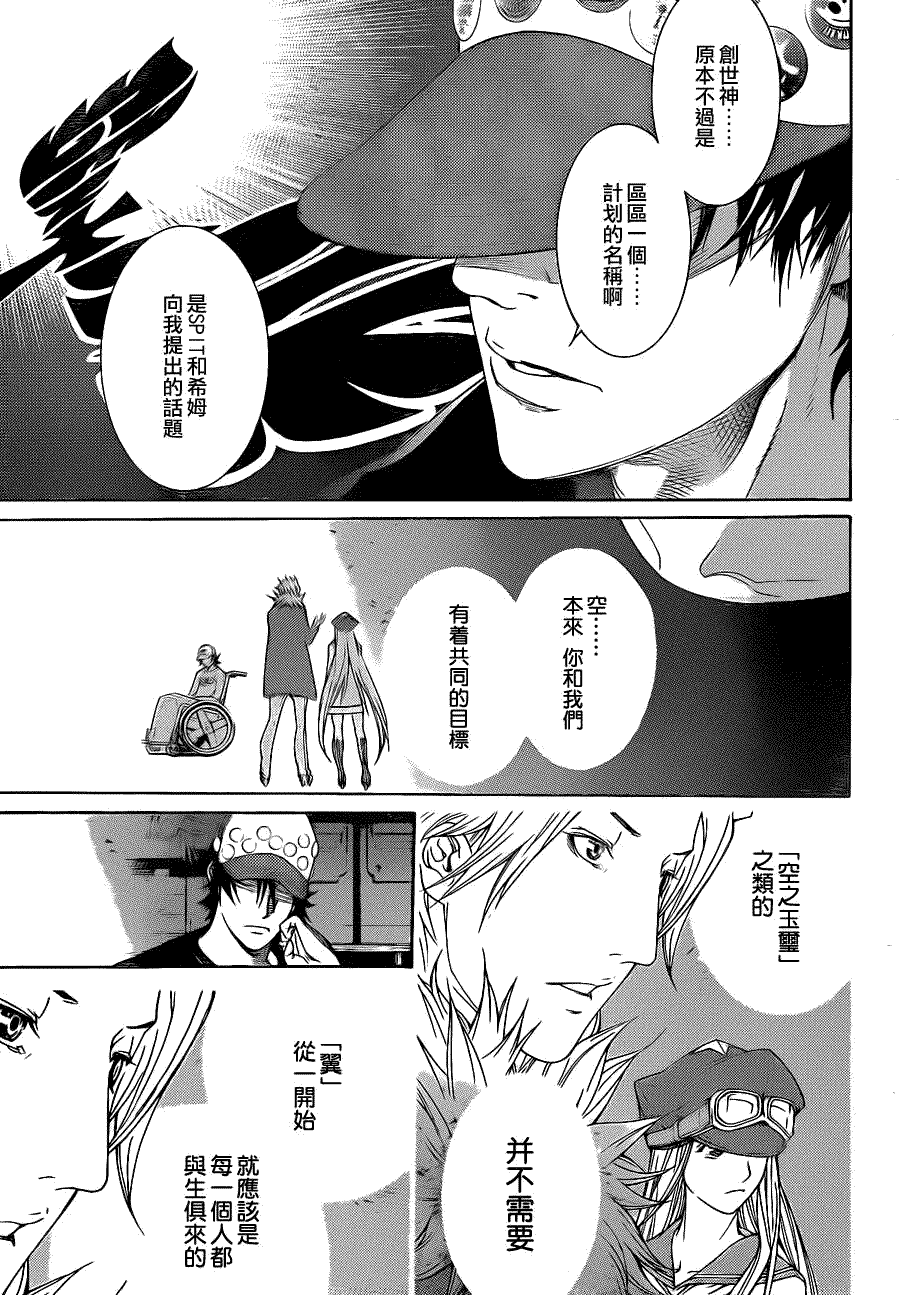 創世神……
原本不過是
區區一個……
計划的名稱啊
是SPIT和希姆
向我提出的話題
空……
本來 你和我們
有着共同的目標
「空之玉璽」
之類的
并不需要
「翼」
從一開始
就應該是
每一個人都
與生俱來的